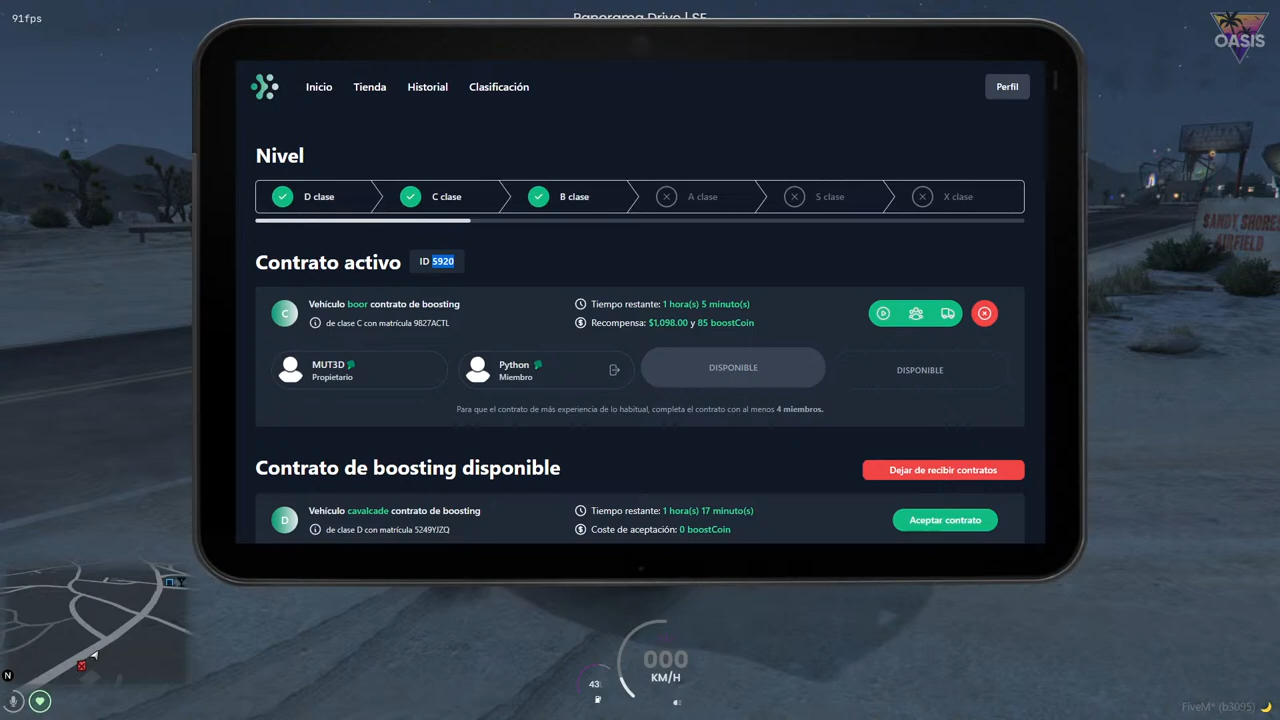 91fps
Panorama Drive | SF
OASIS
Inicio
Tienda
Historial
Clasificación
Perfil
Nivel
D clase
C clase
B clase
A clase
S clase
X clase
Contrato activo
ID 5920
C
Vehículo boor contrato de boosting
de clase C con matrícula 9827ACTL
Tiempo restante: 1 hora(s) 5 minuto(s)
Recompensa: $1,098.00 y 85 boostCoin
MUT3D
Propietario
Python
Miembro
DISPONIBLE
DISPONIBLE
Para que el contrato de más experiencia de lo habitual, completa el contrato con al menos 4 miembros.
Contrato de boosting disponible
Dejar de recibir contratos
D
Vehículo cavalcade contrato de boosting
de clase D con matrícula 5249YJZQ
Tiempo restante: 1 hora(s) 17 minuto(s)
Coste de aceptación: 0 boostCoin
Aceptar contrato
SANDY SHORES
AIRFIELD
N
000
KM/H
43
FiveM* (b3095)